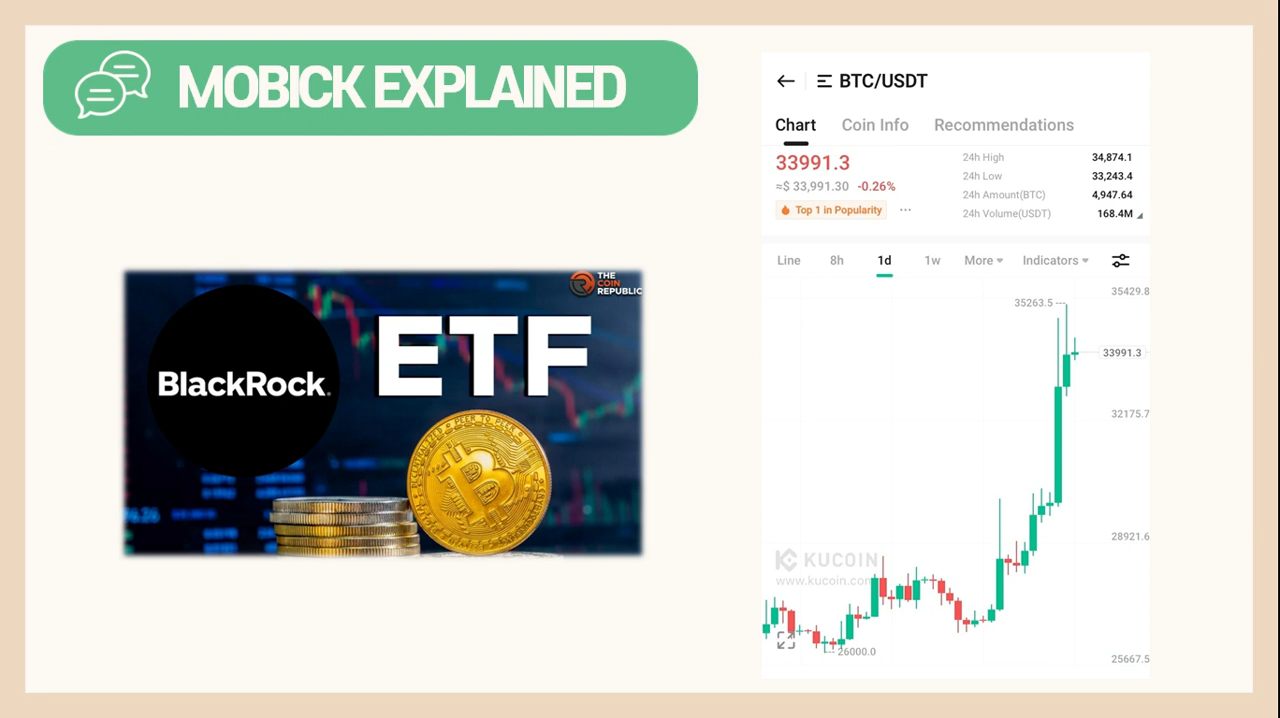 MOBICK EXPLAINED
THE
COIN
REPUBLIC
BlackRock.
ETF
BTC/USDT
Chart Coin Info Recommendations
33991.3
≈$ 33,991.30 -0.26%
Top 1 in Popularity ...
24h High 34,874.1
24h Low 33,243.4
24h Amount(BTC) 4,947.64
24h Volume(USDT) 168.4M
Line 8h 1d 1w More Indicators
35429.8
35263.5
33991.3
32175.7
28921.6
KUCOIN
www.kucoin.com
26000.0
25667.5